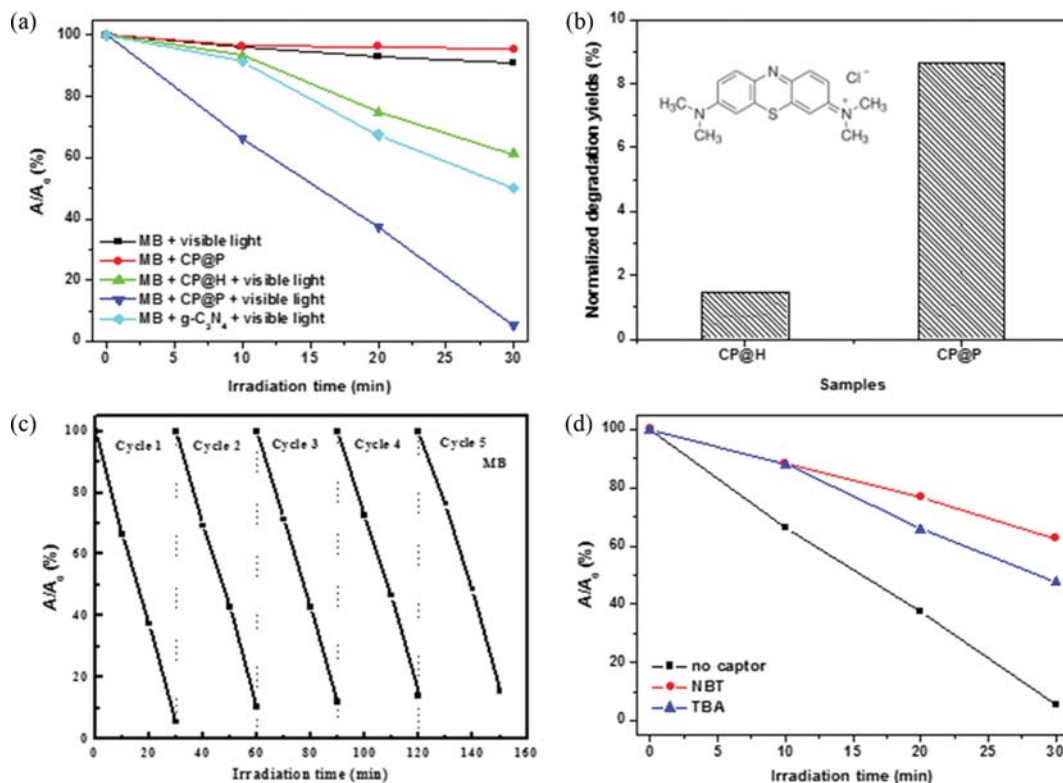 (a)
A/A₀ (%)
100
80
60
40
20
0
MB + visible light
MB + CP@P
MB + CP@H + visible light
MB + CP@P + visible light
MB + g-C₃N₄ + visible light
0 5 10 15 20 25 30
Irradiation time (min)
(b)
Normalized degradation yields (%)
10
8
6
4
2
0
N
Cl⁻
H₃C
N
CH₃
S
N⁺
CH₃
CH₃
CP@H CP@P
Samples
(c)
A/A₀ (%)
100
80
60
40
20
0
Cycle 1 Cycle 2 Cycle 3 Cycle 4 Cycle 5
MB
0 20 40 60 80 100 120 140 160
Irradiation time (min)
(d)
A/A₀ (%)
100
80
60
40
20
0
no captor
NBT
TBA
0 5 10 15 20 25 30
Irradiation time (min)